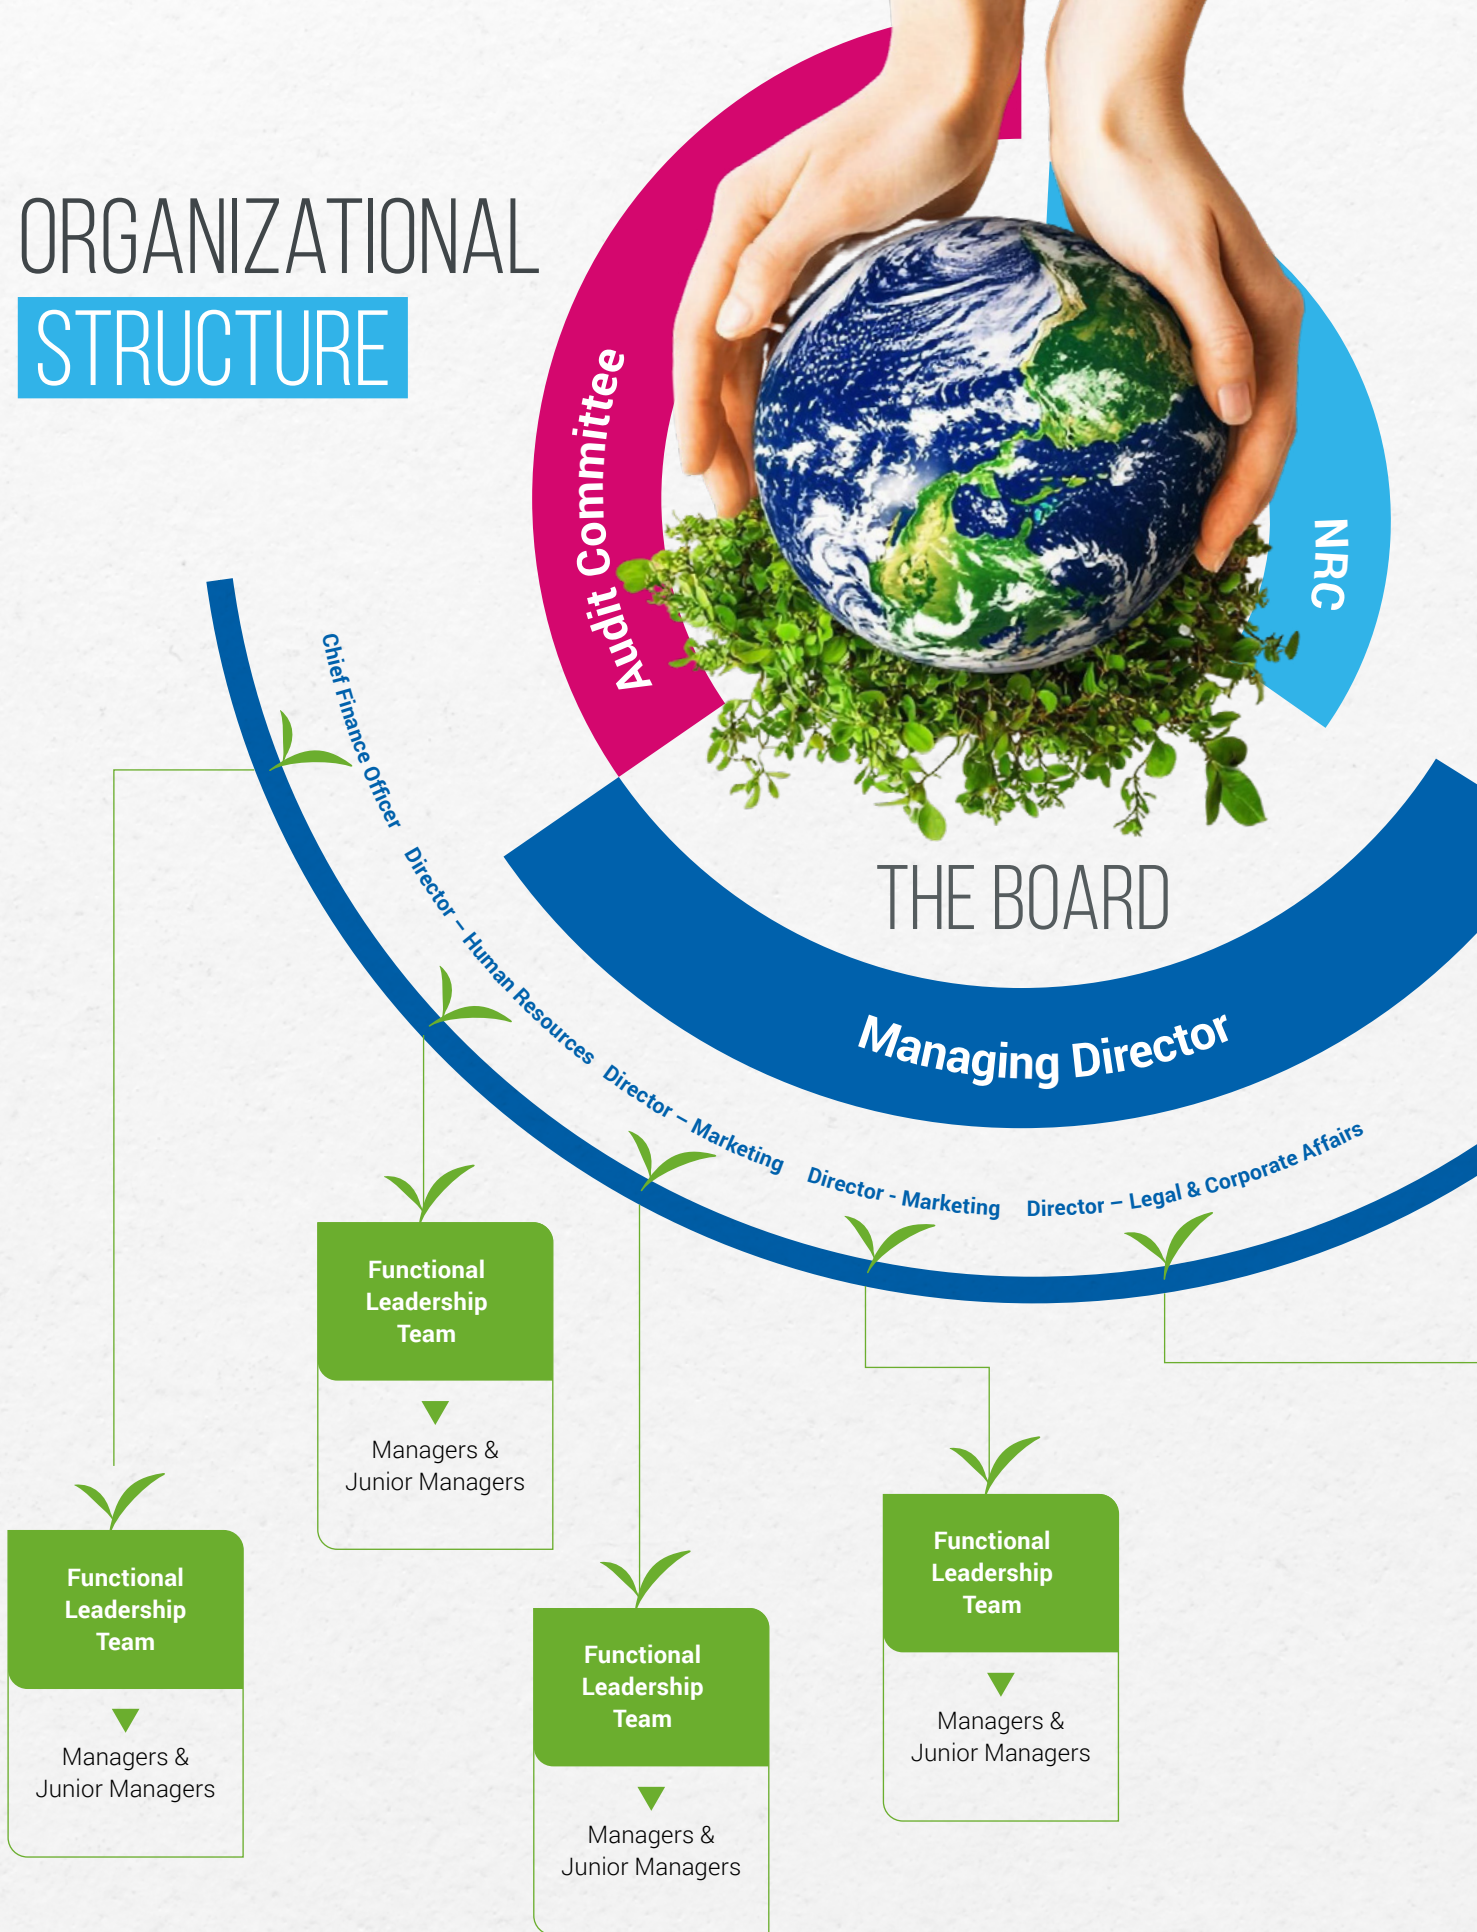 ORGANIZATIONAL
STRUCTURE
Audit Committee
NRC
THE BOARD
Managing Director
Chief Finance Officer
Director – Human Resources
Director – Marketing
Director - Marketing
Director – Legal & Corporate Affairs
Functional
Leadership
Team
Managers &
Junior Managers
Functional
Leadership
Team
Managers &
Junior Managers
Functional
Leadership
Team
Managers &
Junior Managers
Functional
Leadership
Team
Managers &
Junior Managers